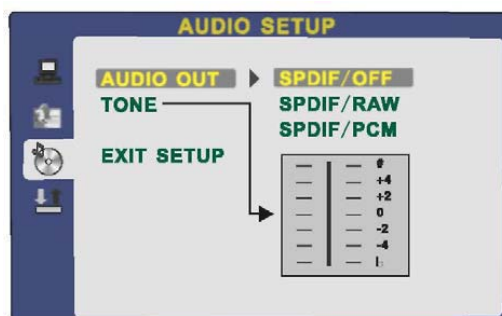 AUDIO SETUP
AUDIO OUT
SPDIF/OFF
TONE
SPDIF/RAW
SPDIF/PCM
EXIT SETUP
#
+4
+2
0
-2
-4